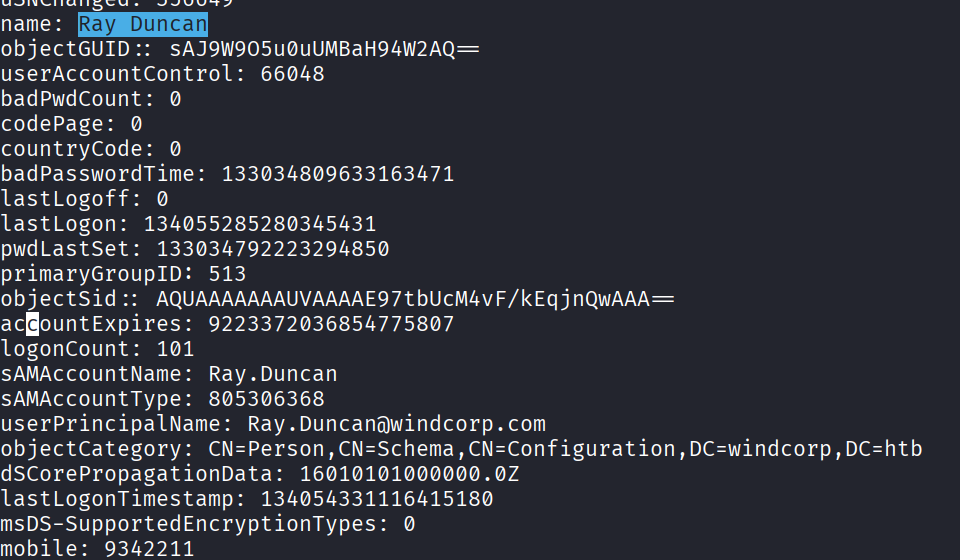 uSNChanged: 336049
name: Ray Duncan
objectGUID:: sAJ9W9O5u0uUMBaH94W2AQ==
userAccountControl: 66048
badPwdCount: 0
codePage: 0
countryCode: 0
badPasswordTime: 133034809633163471
lastLogoff: 0
lastLogon: 134055285280345431
pwdLastSet: 133034792223294850
primaryGroupID: 513
objectSid:: AQUAAAAAAAUVAAAAE97tbUcM4vF/kEqjnQwAAA==
accountExpires: 9223372036854775807
logonCount: 101
sAMAccountName: Ray.Duncan
sAMAccountType: 805306368
userPrincipalName: Ray.Duncan@windcorp.com
objectCategory: CN=Person,CN=Schema,CN=Configuration,DC=windcorp,DC=htb
dSCorePropagationData: 16010101000000.0Z
lastLogonTimestamp: 134054331116415180
msDS-SupportedEncryptionTypes: 0
mobile: 9342211